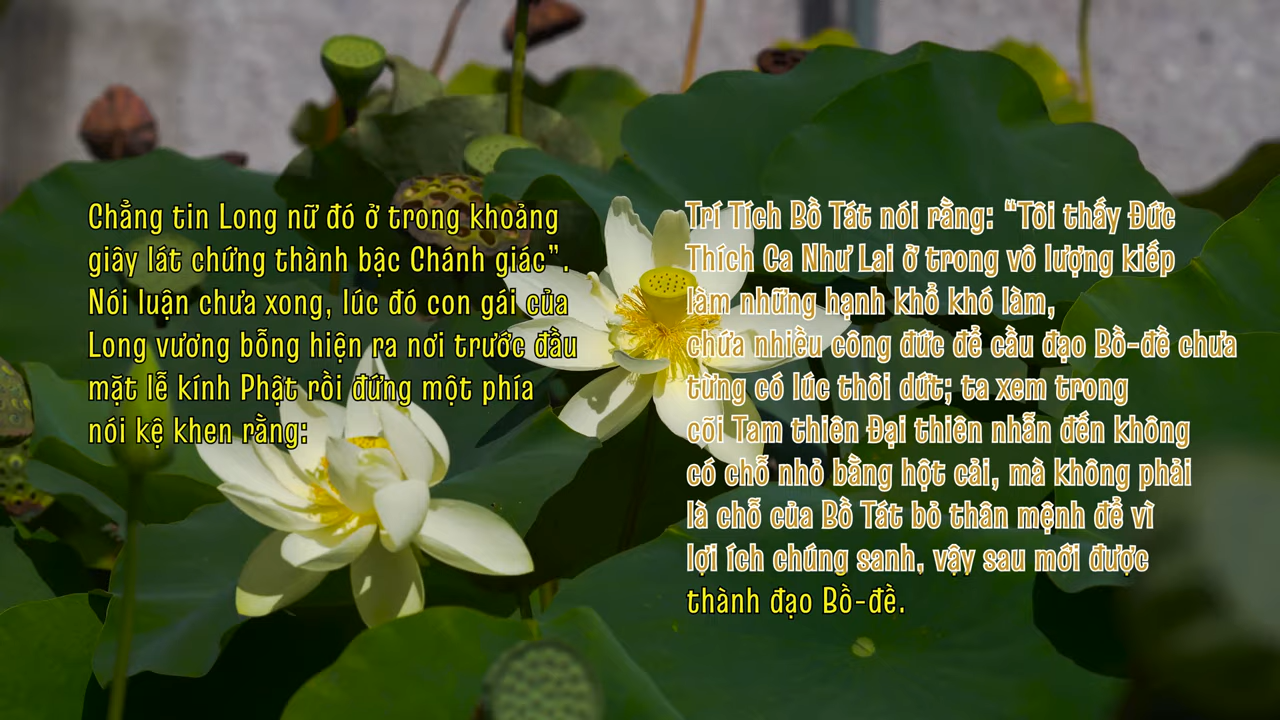 Chẳng tin Long nữ đó ở trong khoảng
giây lát chứng thành bậc Chánh giác”.
Nói luận chưa xong, lúc đó con gái của
Long vương bỗng hiện ra nơi trước đầu
mặt lễ kính Phật rồi đứng một phía
nói kệ khen rằng:
Trí Tích Bồ Tát nói rằng: “Tôi thấy Đức
Thích Ca Như Lai ở trong vô lượng kiếp
làm những hạnh khổ khó làm,
chứa nhiều công đức để cầu đạo Bồ-đề chưa
từng có lúc thôi dứt; ta xem trong
cõi Tam thiên Đại thiên nhẫn đến không
có chỗ nhỏ bằng hột cải, mà không phải
là chỗ của Bồ Tát bỏ thân mệnh để vì
lợi ích chúng sanh, vậy sau mới được
thành đạo Bồ-đề.